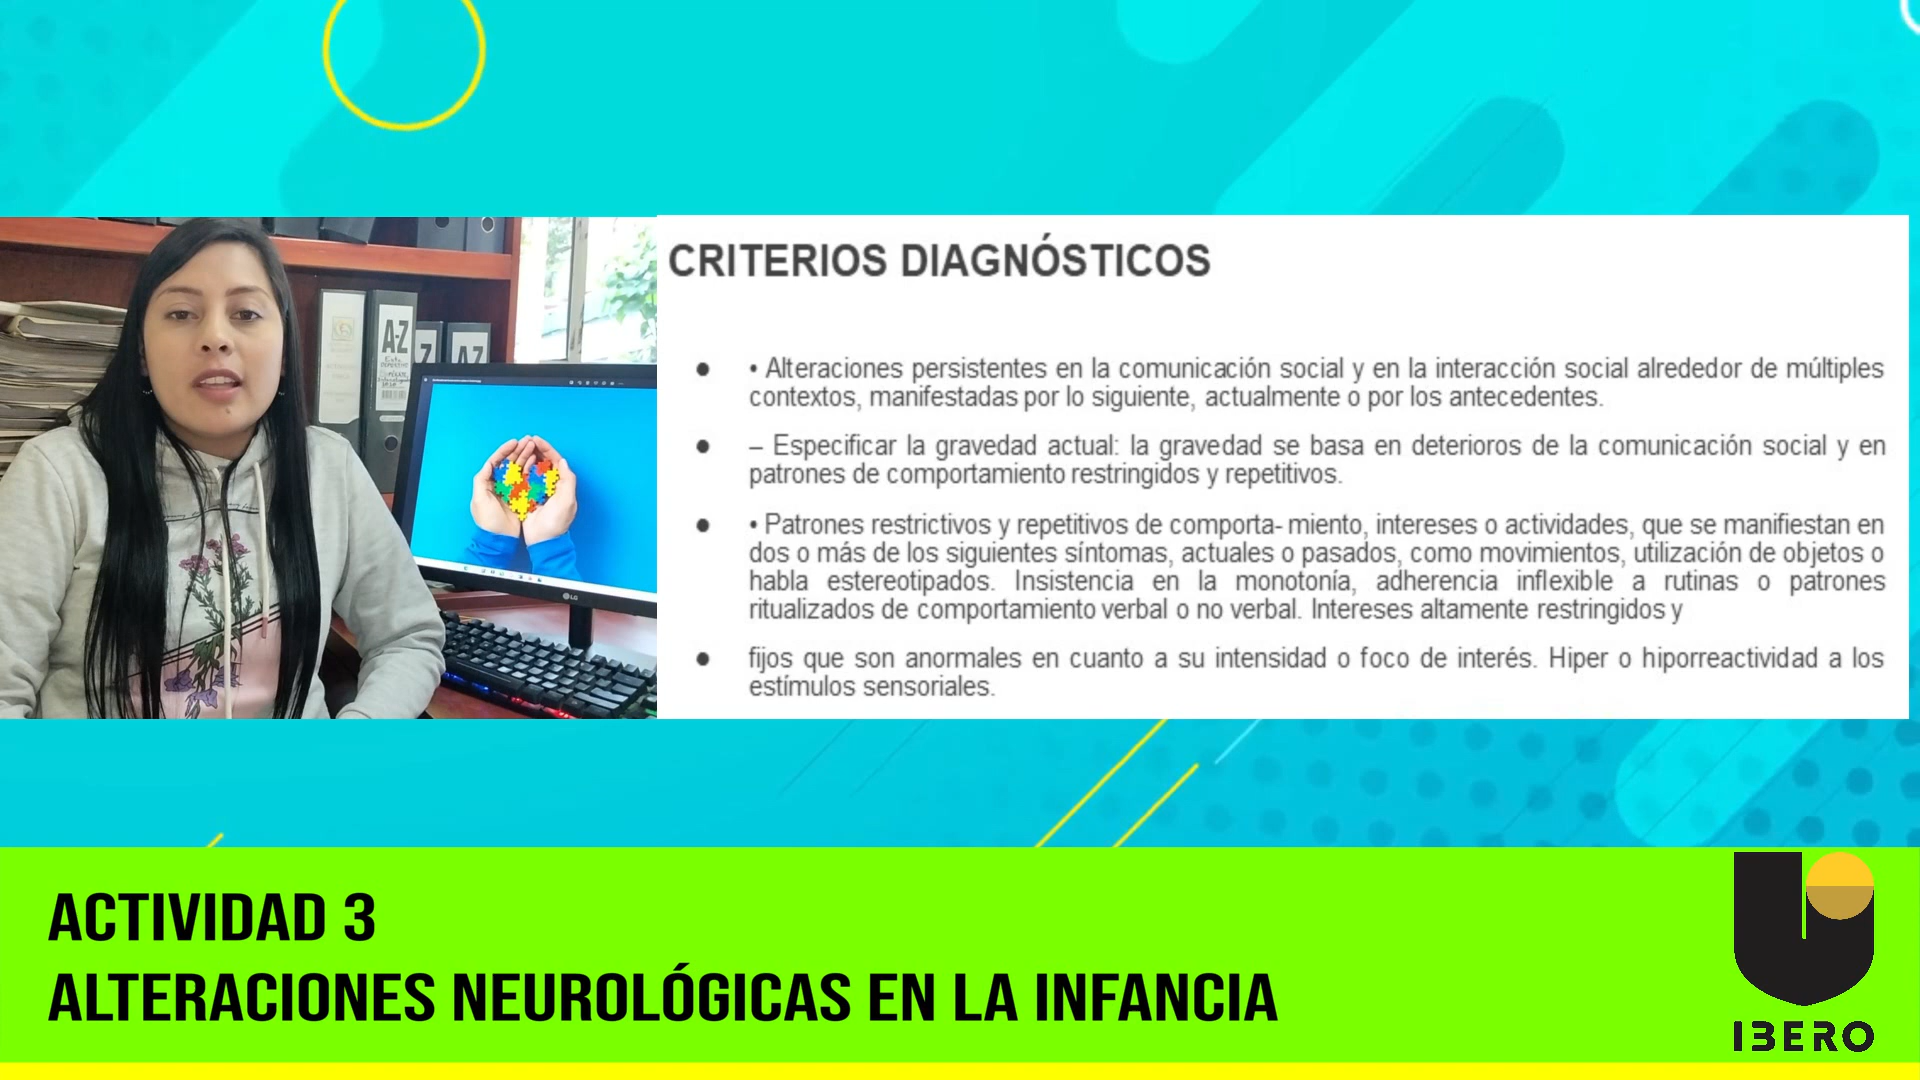 CRITERIOS DIAGNÓSTICOS
● • Alteraciones persistentes en la comunicación social y en la interacción social alrededor de múltiples
contextos, manifestadas por lo siguiente, actualmente o por los antecedentes.
● – Especificar la gravedad actual: la gravedad se basa en deterioros de la comunicación social y en
patrones de comportamiento restringidos y repetitivos.
● • Patrones restrictivos y repetitivos de comporta- miento, intereses o actividades, que se manifiestan en
dos o más de los siguientes síntomas, actuales o pasados, como movimientos, utilización de objetos o
habla estereotipados. Insistencia en la monotonía, adherencia inflexible a rutinas o patrones
ritualizados de comportamiento verbal o no verbal. Intereses altamente restringidos y
● fijos que son anormales en cuanto a su intensidad o foco de interés. Hiper o hiporreactividad a los
estímulos sensoriales.
A-Z
Z
A-Z
LG
ACTIVIDAD 3
ALTERACIONES NEUROLÓGICAS EN LA INFANCIA
IBERO